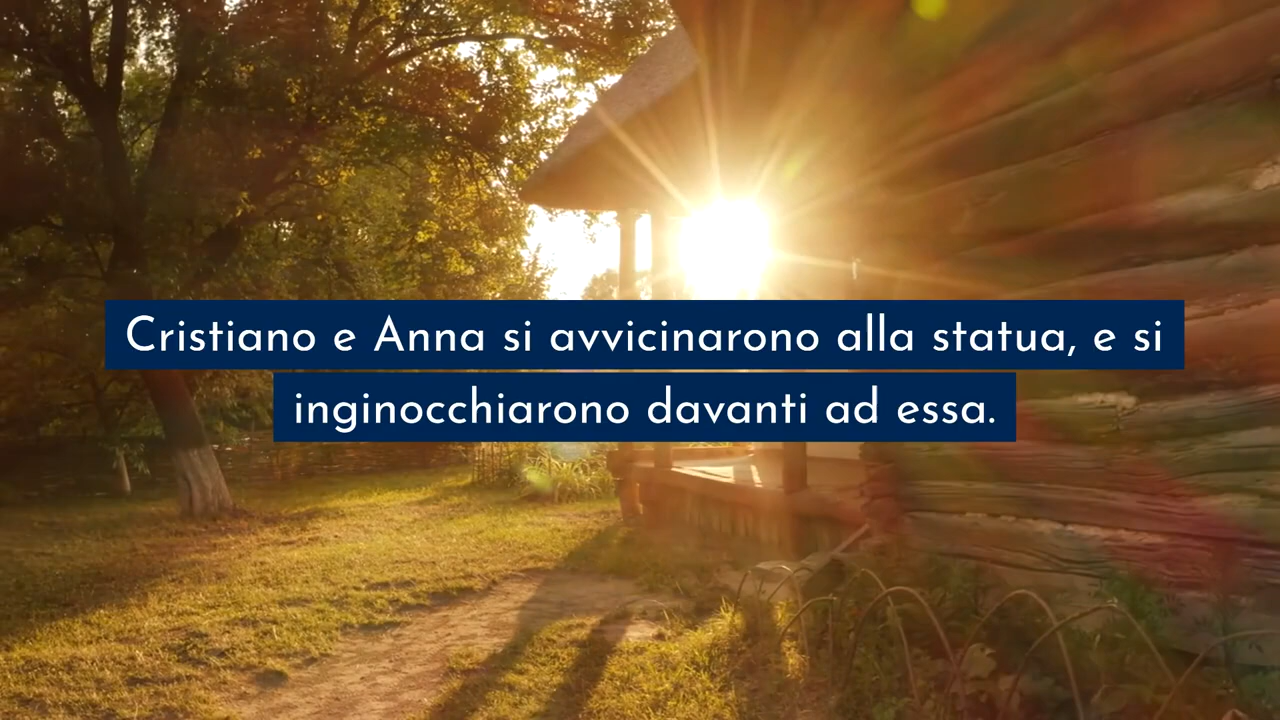 Cristiano e Anna si avvicinarono alla statua, e si
inginocchiarono davanti ad essa.